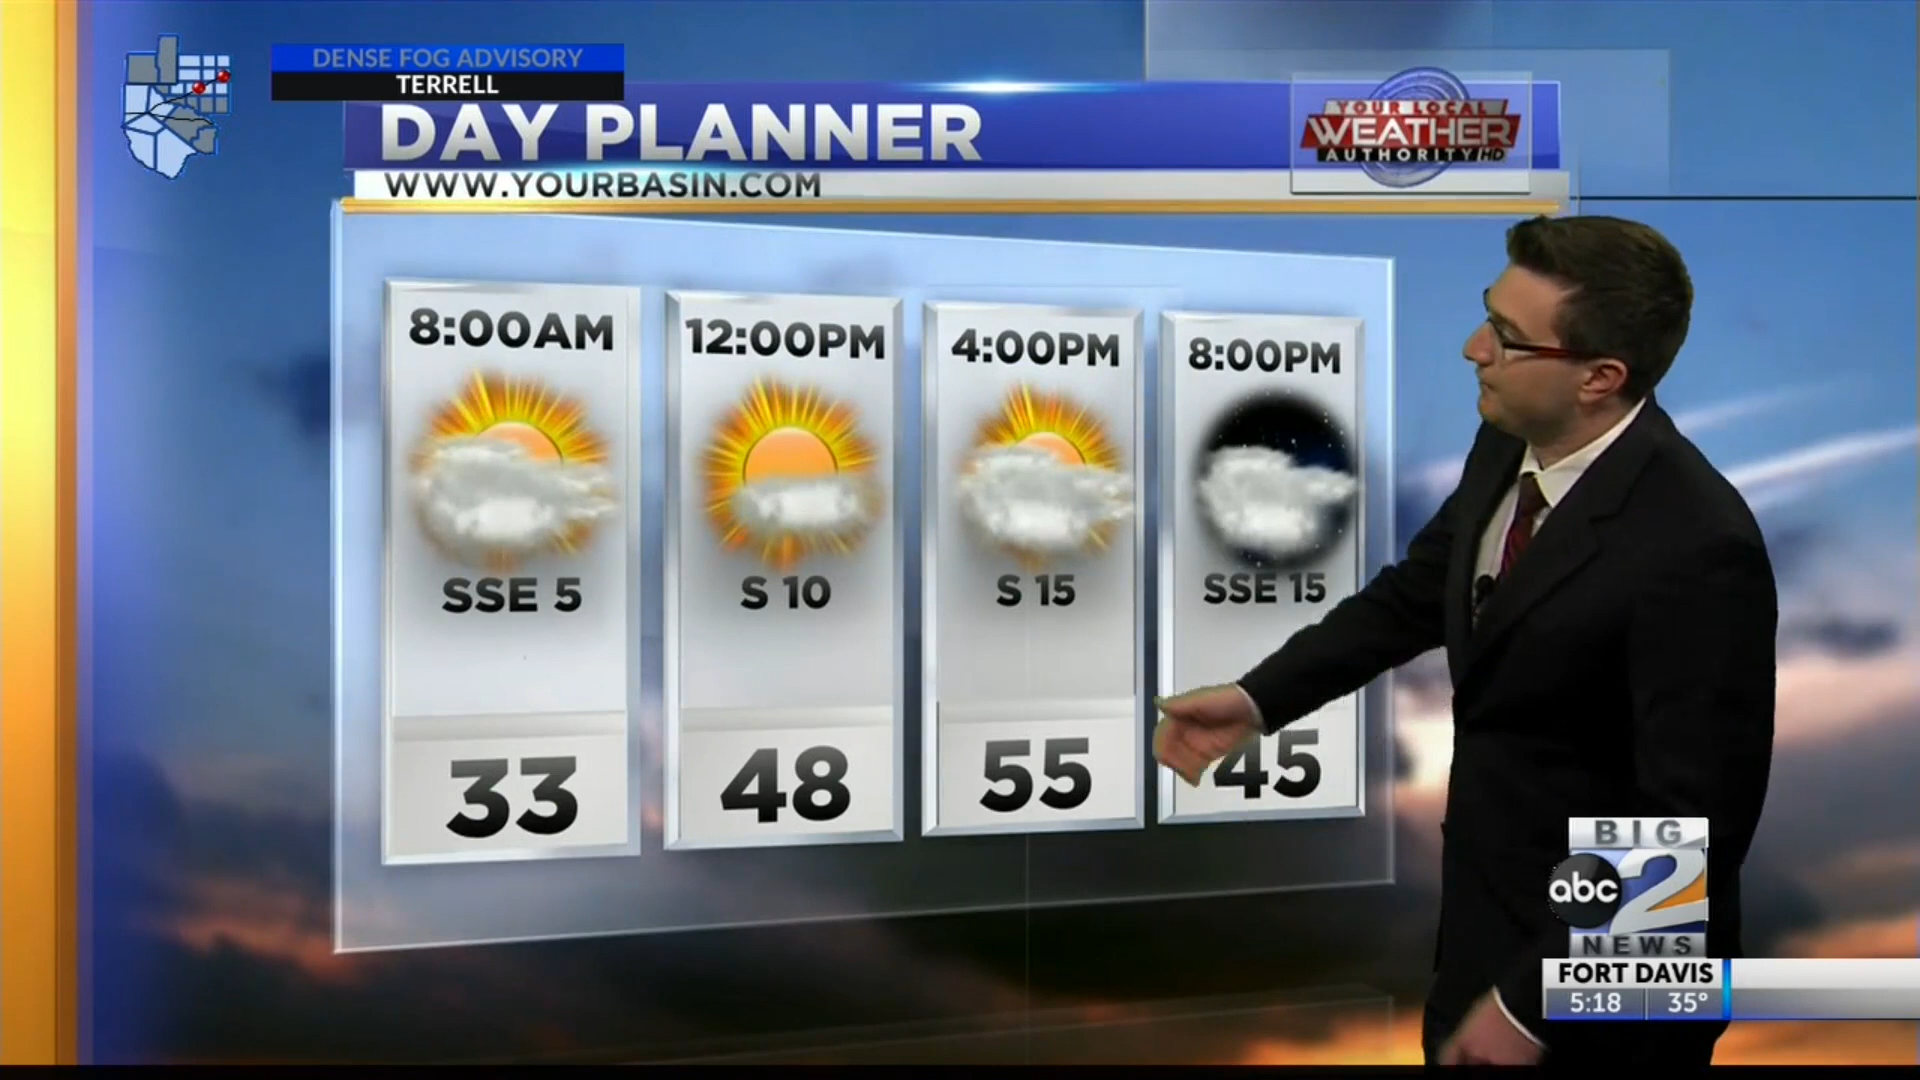 DENSE FOG ADVISORY
TERRELL
DAY PLANNER
WWW.YOURBASIN.COM
YOUR LOCAL
WEATHER
AUTHORITY HD
8:00AM
12:00PM
4:00PM
8:00PM
SSE 5
S 10
S 15
SSE 15
33
48
55
45
BIG
abc 2
NEWS
FORT DAVIS
5:18 35°